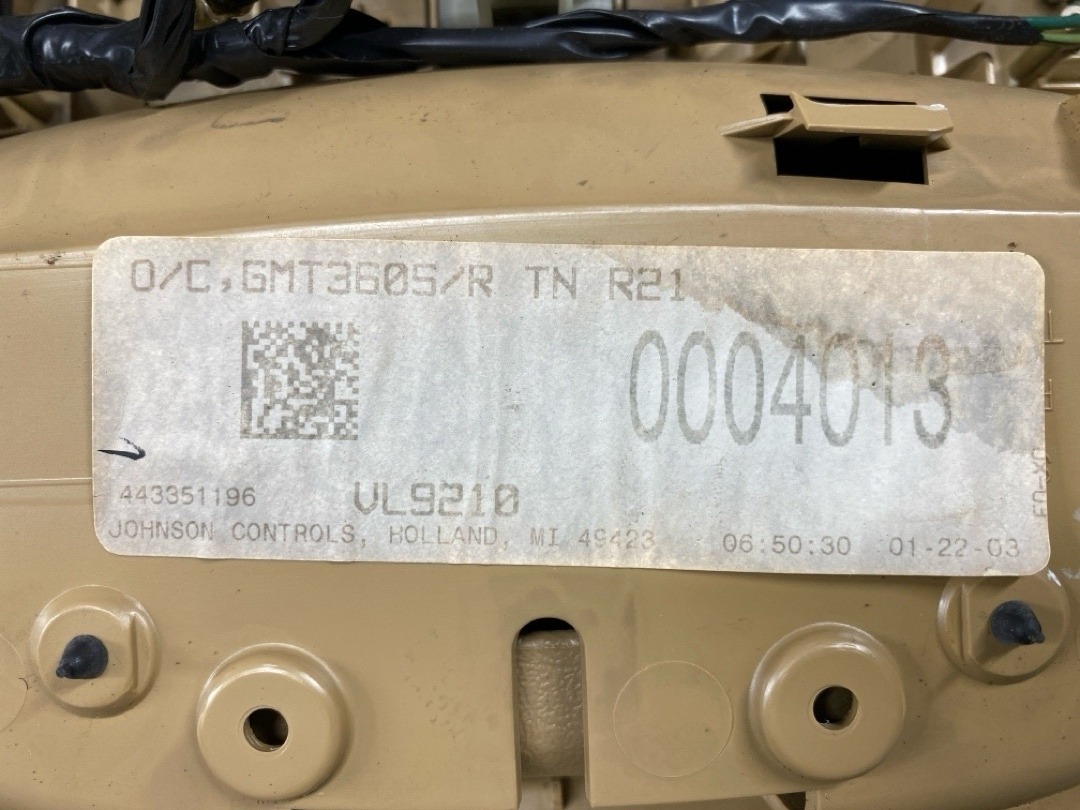 O/C,GMT360S/R TN R21
0004013
443351196 VL9210
JOHNSON CONTROLS, HOLLAND, MI 49423 06:50:30 01-22-03